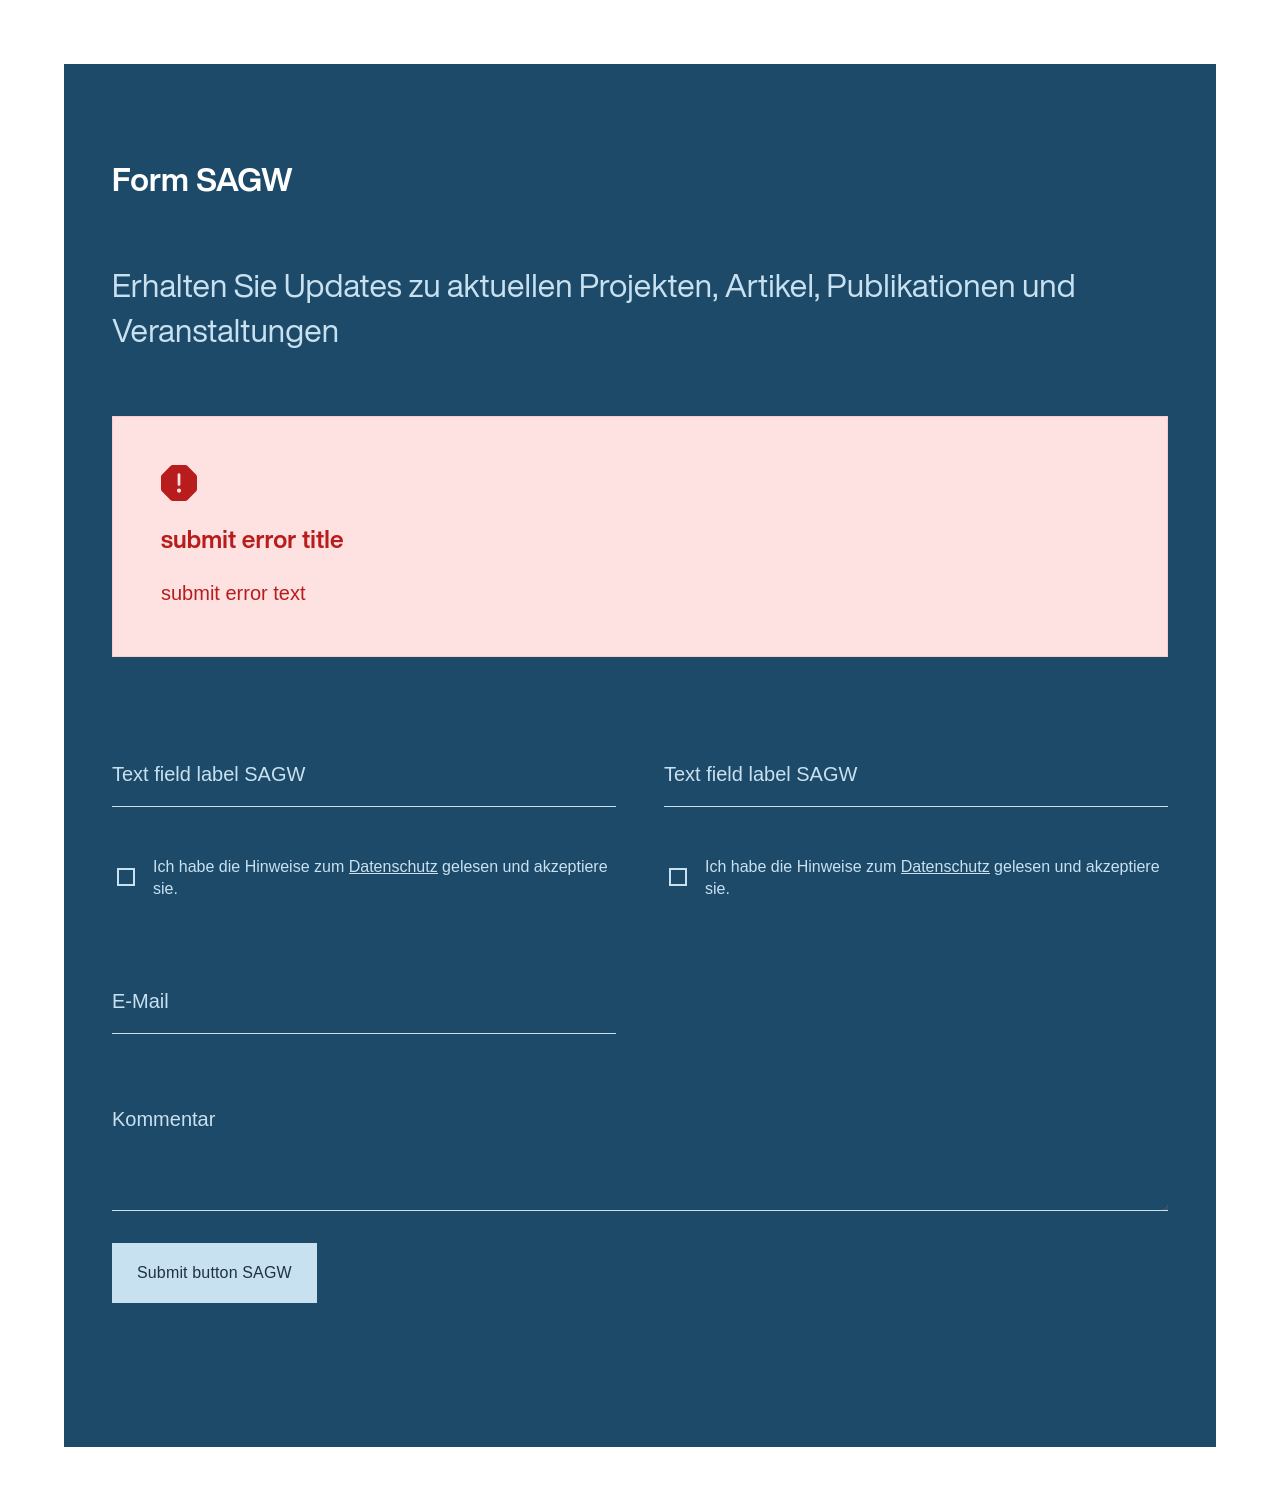 Form SAGW
Erhalten Sie Updates zu aktuellen Projekten, Artikel, Publikationen und
Veranstaltungen
submit error title
submit error text
Text field label SAGW
Text field label SAGW
Ich habe die Hinweise zum Datenschutz gelesen und akzeptiere
sie.
Ich habe die Hinweise zum Datenschutz gelesen und akzeptiere
sie.
E-Mail
Kommentar
Submit button SAGW